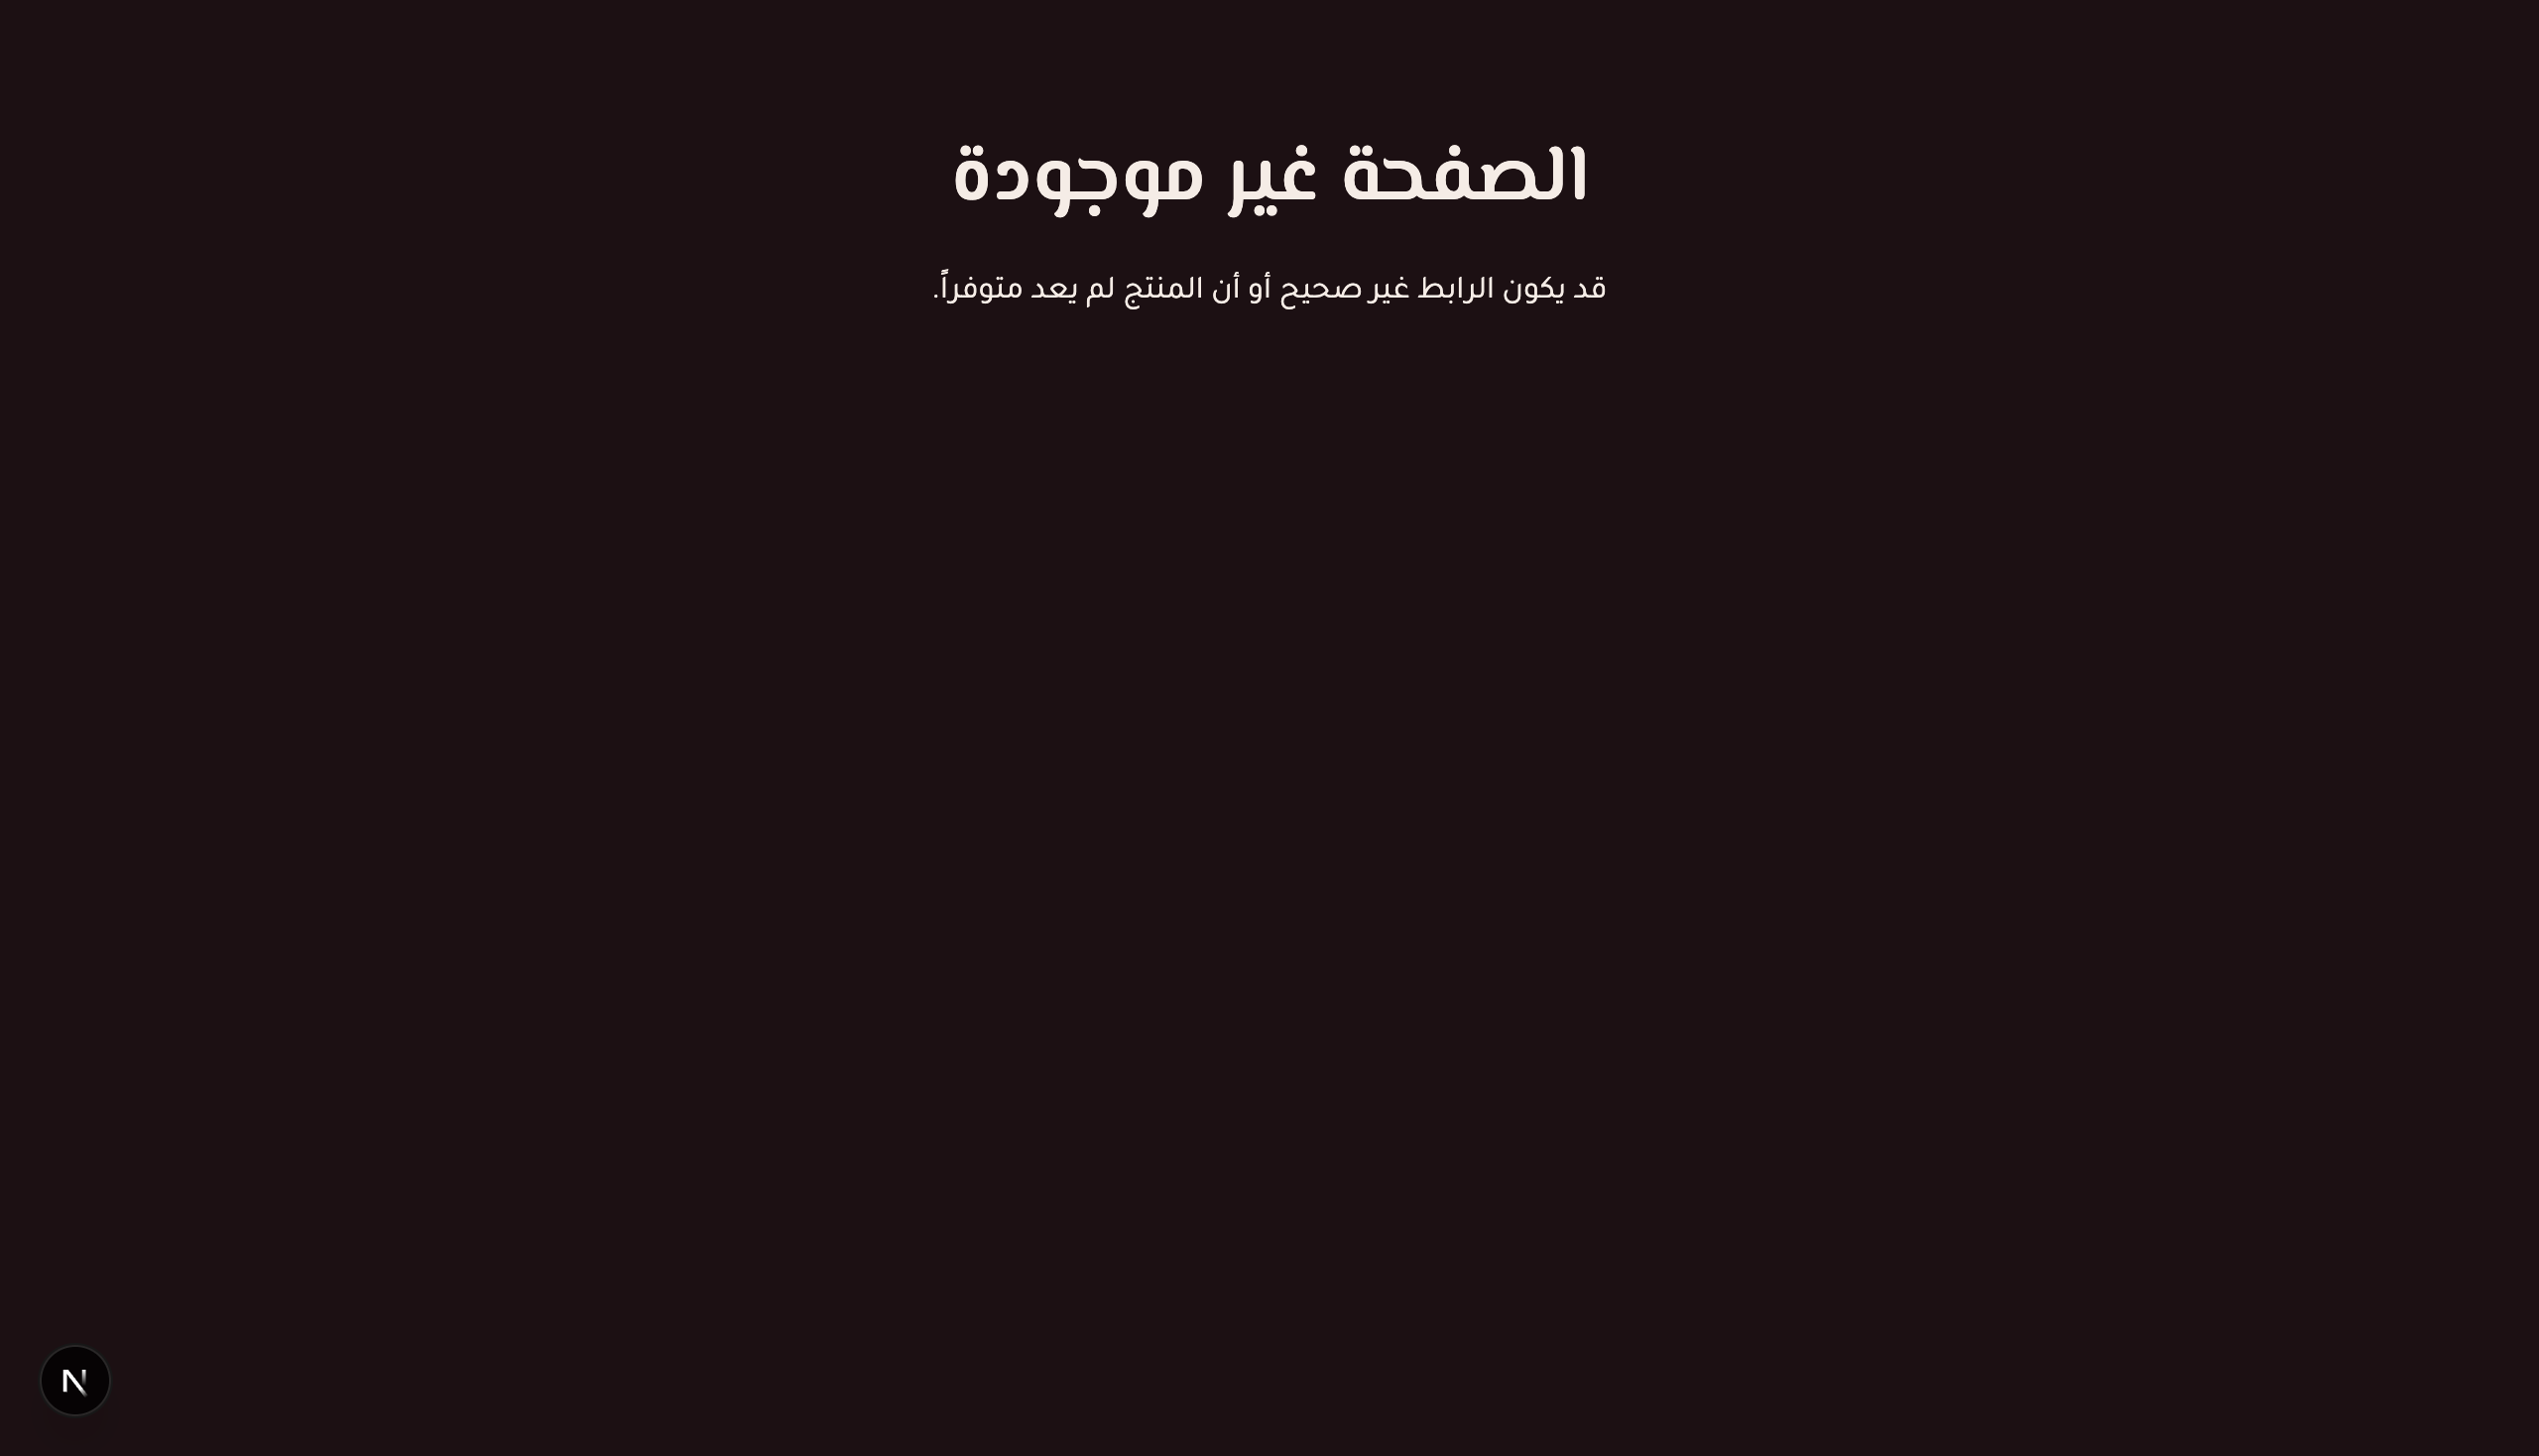 الصفحة غير موجودة
قد يكون الرابط غير صحيح أو أن المنتج لم يعد متوفراً.
N